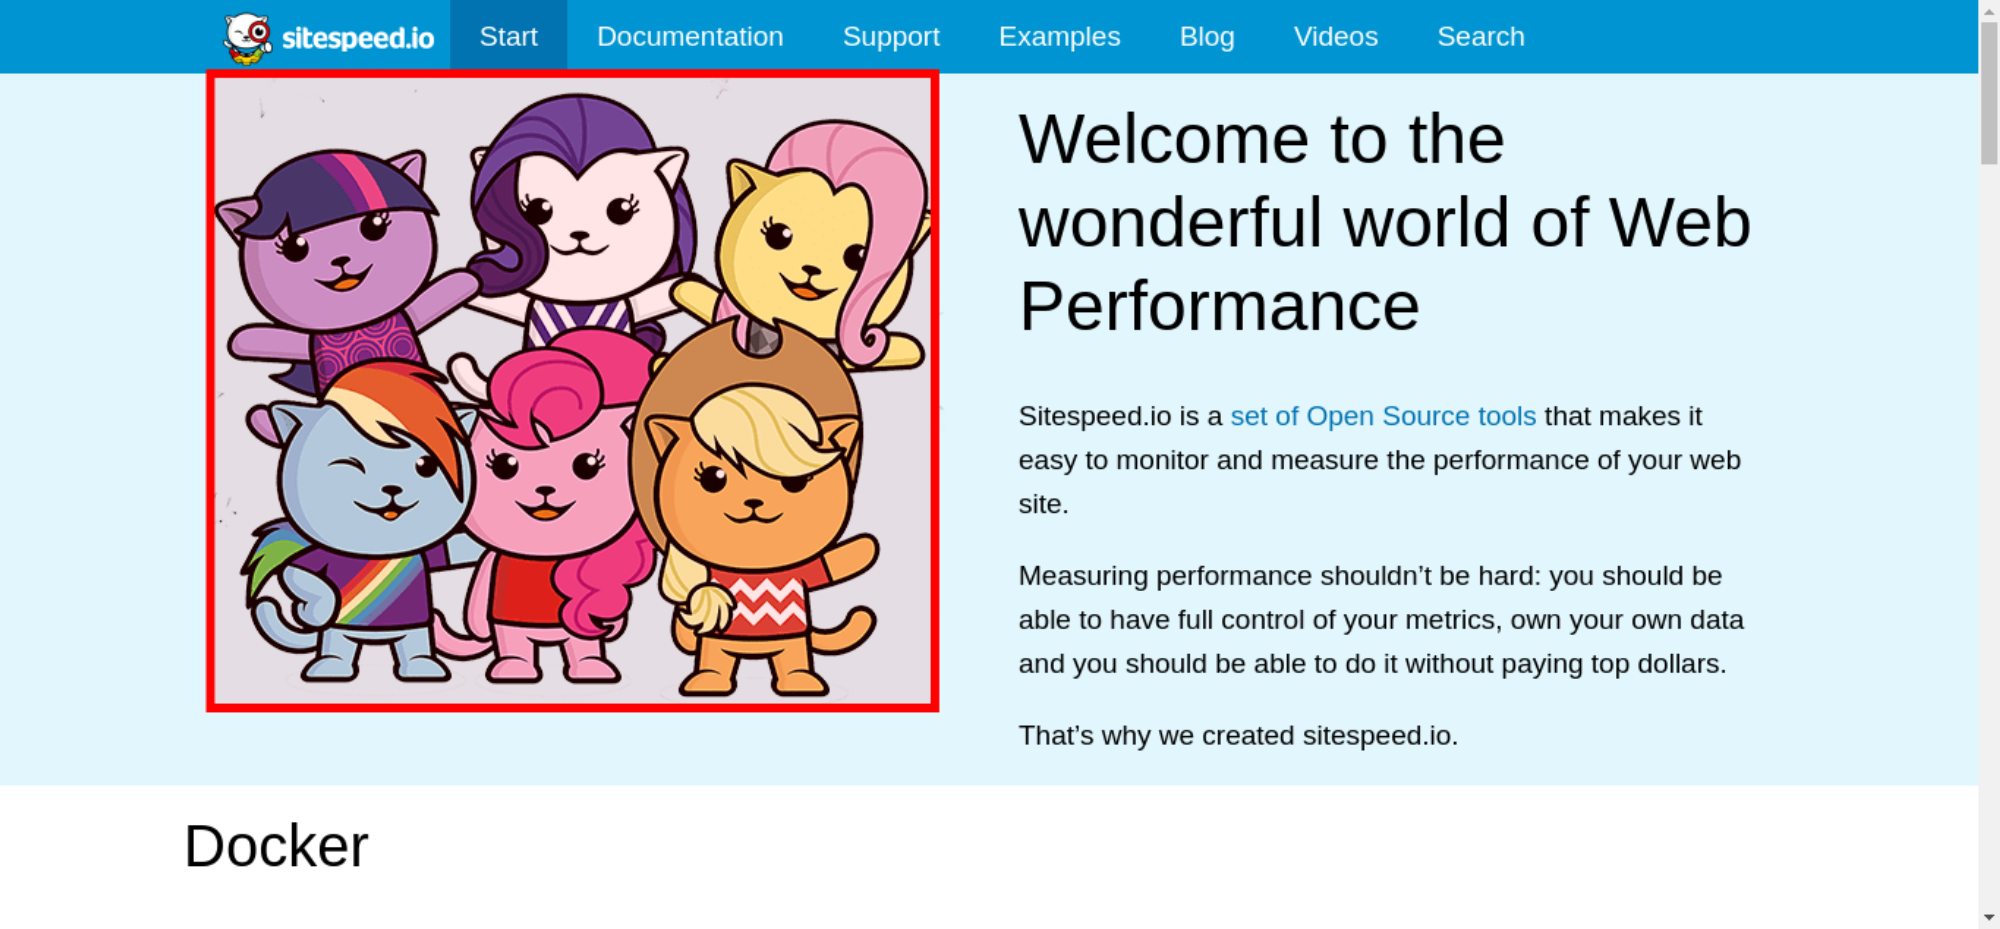 sitespeed.io
Start
Documentation
Support
Examples
Blog
Videos
Search
Welcome to the
wonderful world of Web
Performance
Sitespeed.io is a set of Open Source tools that makes it
easy to monitor and measure the performance of your web
site.
Measuring performance shouldn’t be hard: you should be
able to have full control of your metrics, own your own data
and you should be able to do it without paying top dollars.
That’s why we created sitespeed.io.
Docker